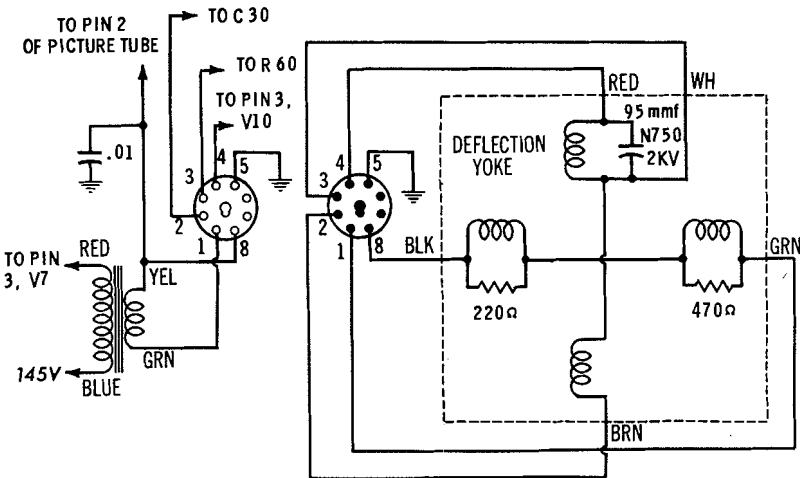 TO PIN 2
OF PICTURE TUBE
TO C 30
TO R 60
TO PIN 3,
V10
.01
3
4
5
2
1
8
TO PIN
3, V7
RED
YEL
GRN
145V
BLUE
RED
WH
95 mmf
N750
2KV
DEFLECTION
YOKE
4
5
3
2
1
8
BLK
GRN
220Ω
470Ω
BRN